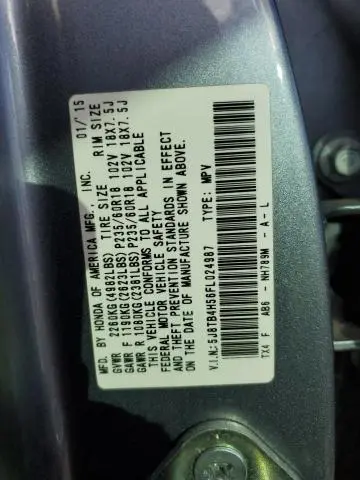 MFD. BY HONDA OF AMERICA MFG., INC. 01/15
TIRE SIZE RIM SIZE
GVWR 2260KG(4982LBS)
GAWR F 1190KG(2623LBS) P235/60R18 102V 18X7.5J
GAWR R 1080KG(2381LBS) P235/60R18 102V 18X7.5J
THIS VEHICLE CONFORMS TO ALL APPLICABLE
FEDERAL MOTOR VEHICLE SAFETY AND
THEFT PREVENTION STANDARDS IN EFFECT
ON THE DATE OF MANUFACTURE SHOWN ABOVE.
V.I.N.: 5J8TB4H56FL024987 TYPE: MPV
TX4 F AB6 - NH789M - A - L